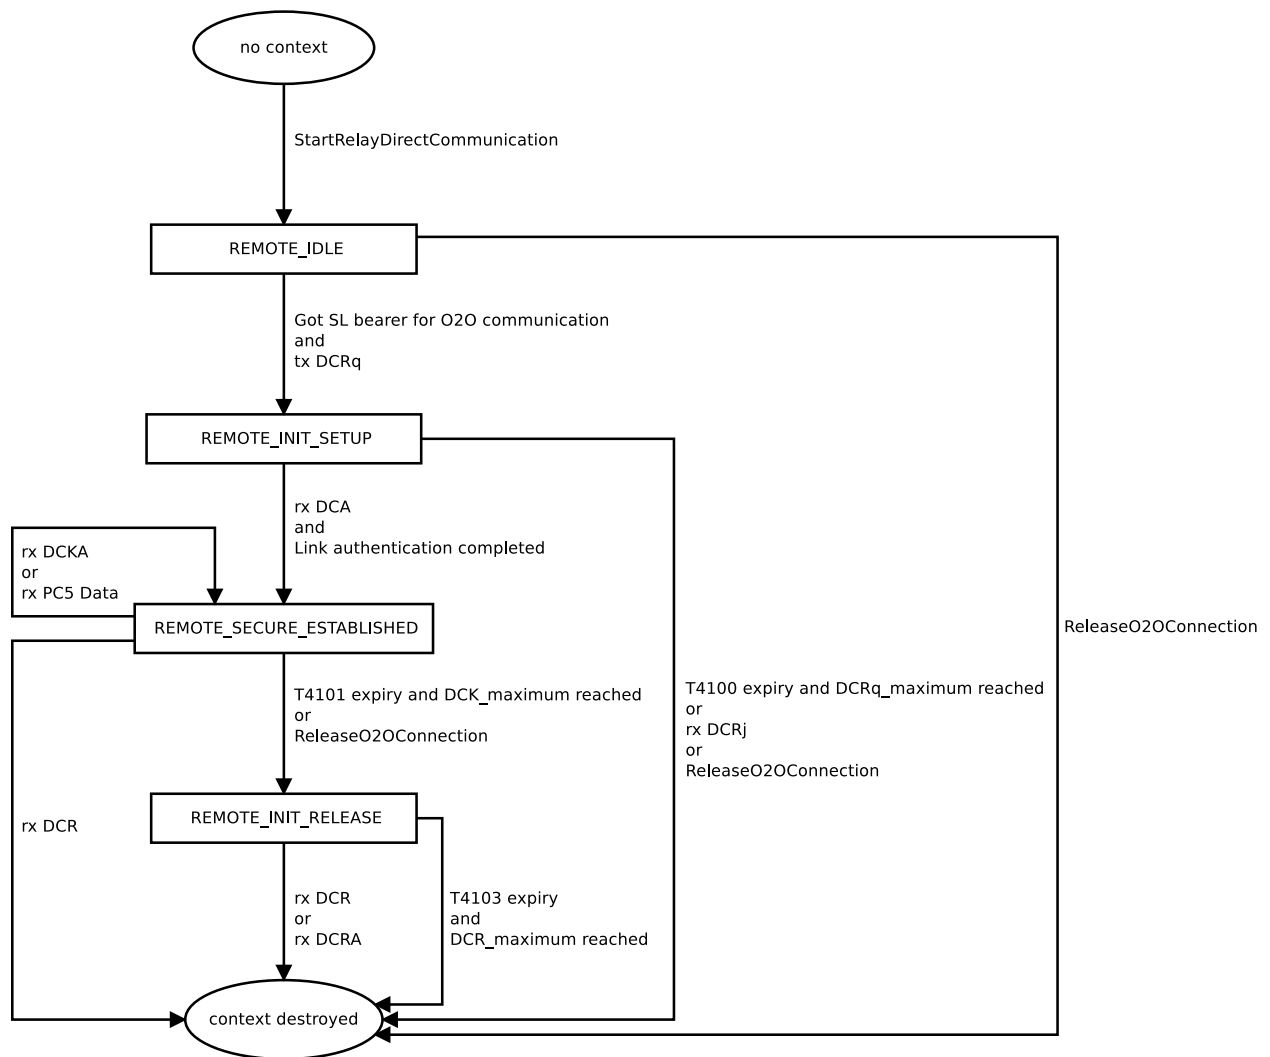 no context
StartRelayDirectCommunication
REMOTE_IDLE
Got SL bearer for O2O communication
and
tx DCRq
REMOTE_INIT_SETUP
rx DCA
and
Link authentication completed
rx DCKA
or
rx PC5 Data
REMOTE_SECURE_ESTABLISHED
ReleaseO2OConnection
T4101 expiry and DCK_maximum reached
or
ReleaseO2OConnection
T4100 expiry and DCRq_maximum reached
or
rx DCRj
or
ReleaseO2OConnection
REMOTE_INIT_RELEASE
rx DCR
rx DCR
or
rx DCRA
T4103 expiry
and
DCR_maximum reached
context destroyed